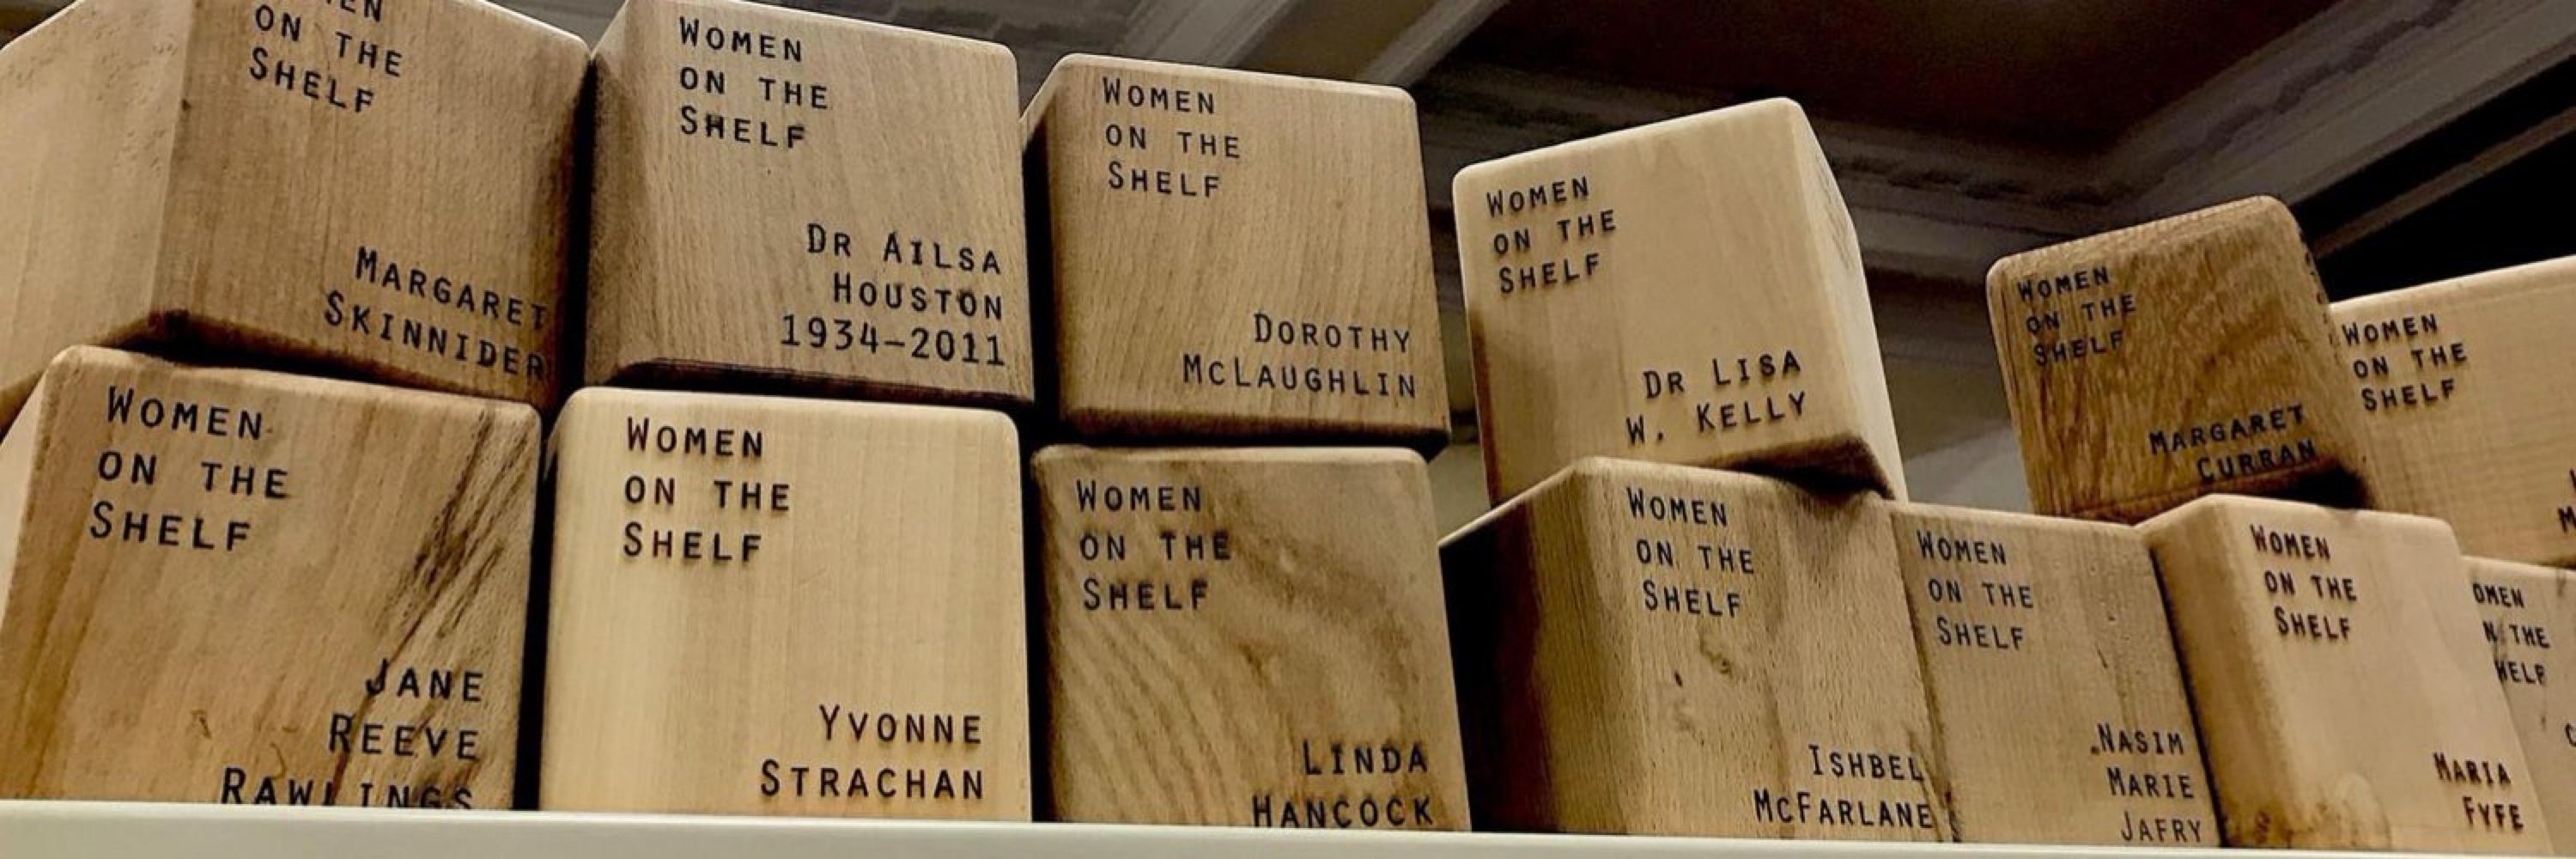 ON THE
SHELF
MARGARET
SKINNIDER
WOMEN
ON THE
SHELF
DR AILSA
HOUSTON
1934–2011
WOMEN
ON THE
SHELF
DOROTHY
MCLAUGHLIN
WOMEN
ON THE
SHELF
DR LISA
W. KELLY
WOMEN
ON THE
SHELF
MARGARET
CURRAN
WOMEN
ON THE
SHELF
WOMEN
ON THE
SHELF
JANE
REEVE
RAWLINGS
WOMEN
ON THE
SHELF
YVONNE
STRACHAN
WOMEN
ON THE
SHELF
LINDA
HANCOCK
WOMEN
ON THE
SHELF
ISHBEL
MCFARLANE
WOMEN
ON THE
SHELF
NASIM
MARIE
JAFRY
WOMEN
ON THE
SHELF
MARIA
FYFE
THE